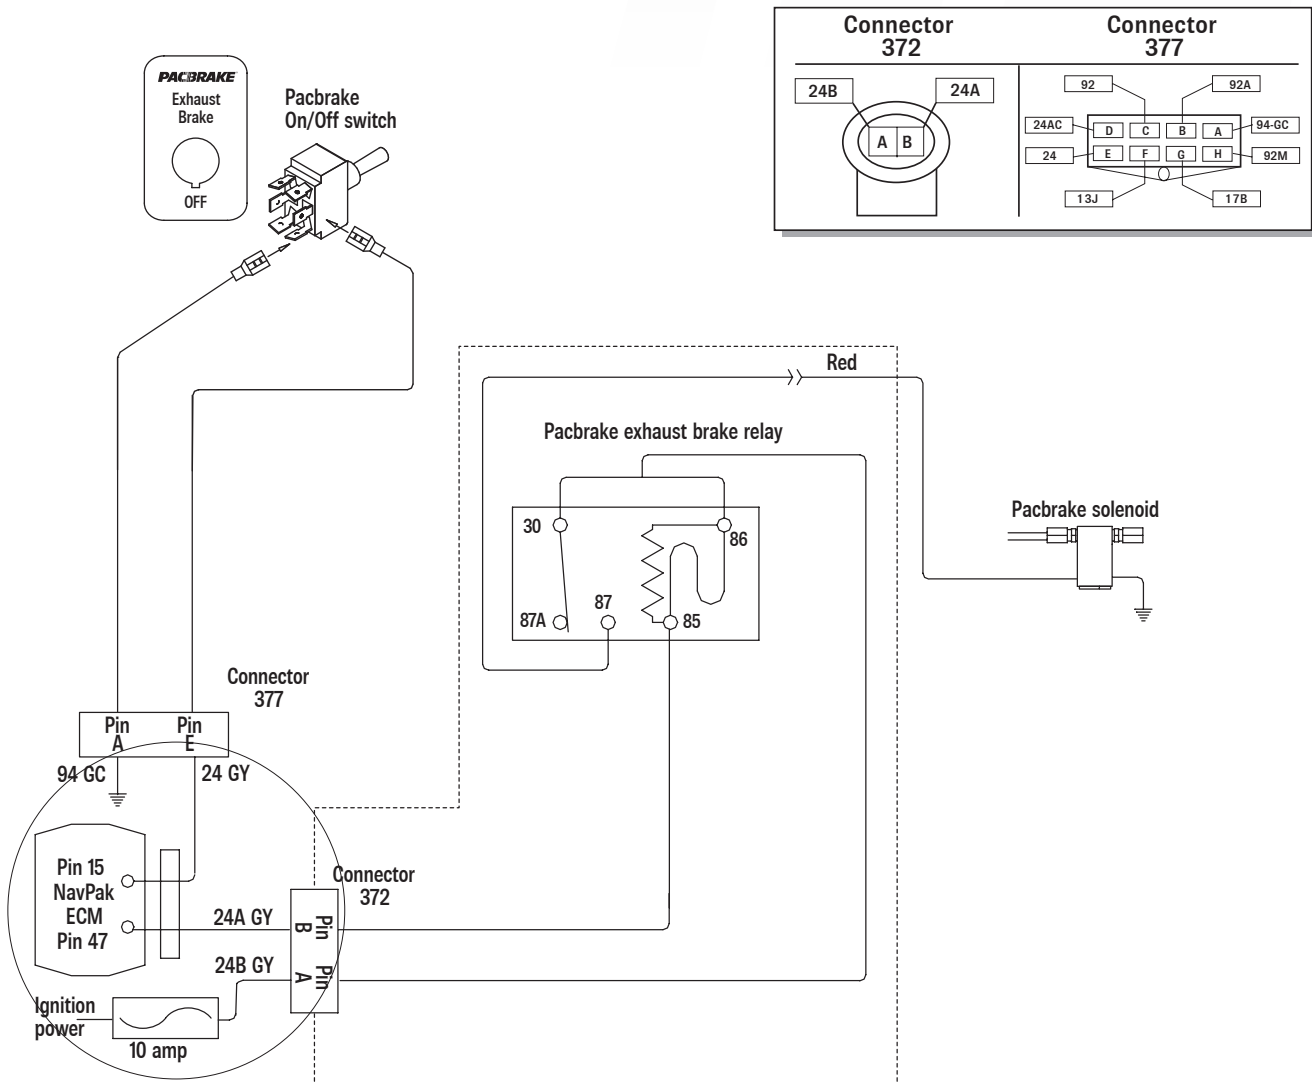 PACBRAKE
Exhaust
Brake
OFF
Pacbrake
On/Off switch
Connector
372
Connector
377
24B
24A
A
B
92
92A
24AC
94-GC
D
C
B
A
24
92M
E
F
G
H
13J
17B
Red
Pacbrake exhaust brake relay
30
86
87A
87
85
Pacbrake solenoid
Connector
377
Pin
A
Pin
E
94 GC
24 GY
Pin 15
NavPak
ECM
Pin 47
Connector
372
24A GY
Pin
B
24B GY
Pin
A
Ignition
power
10 amp